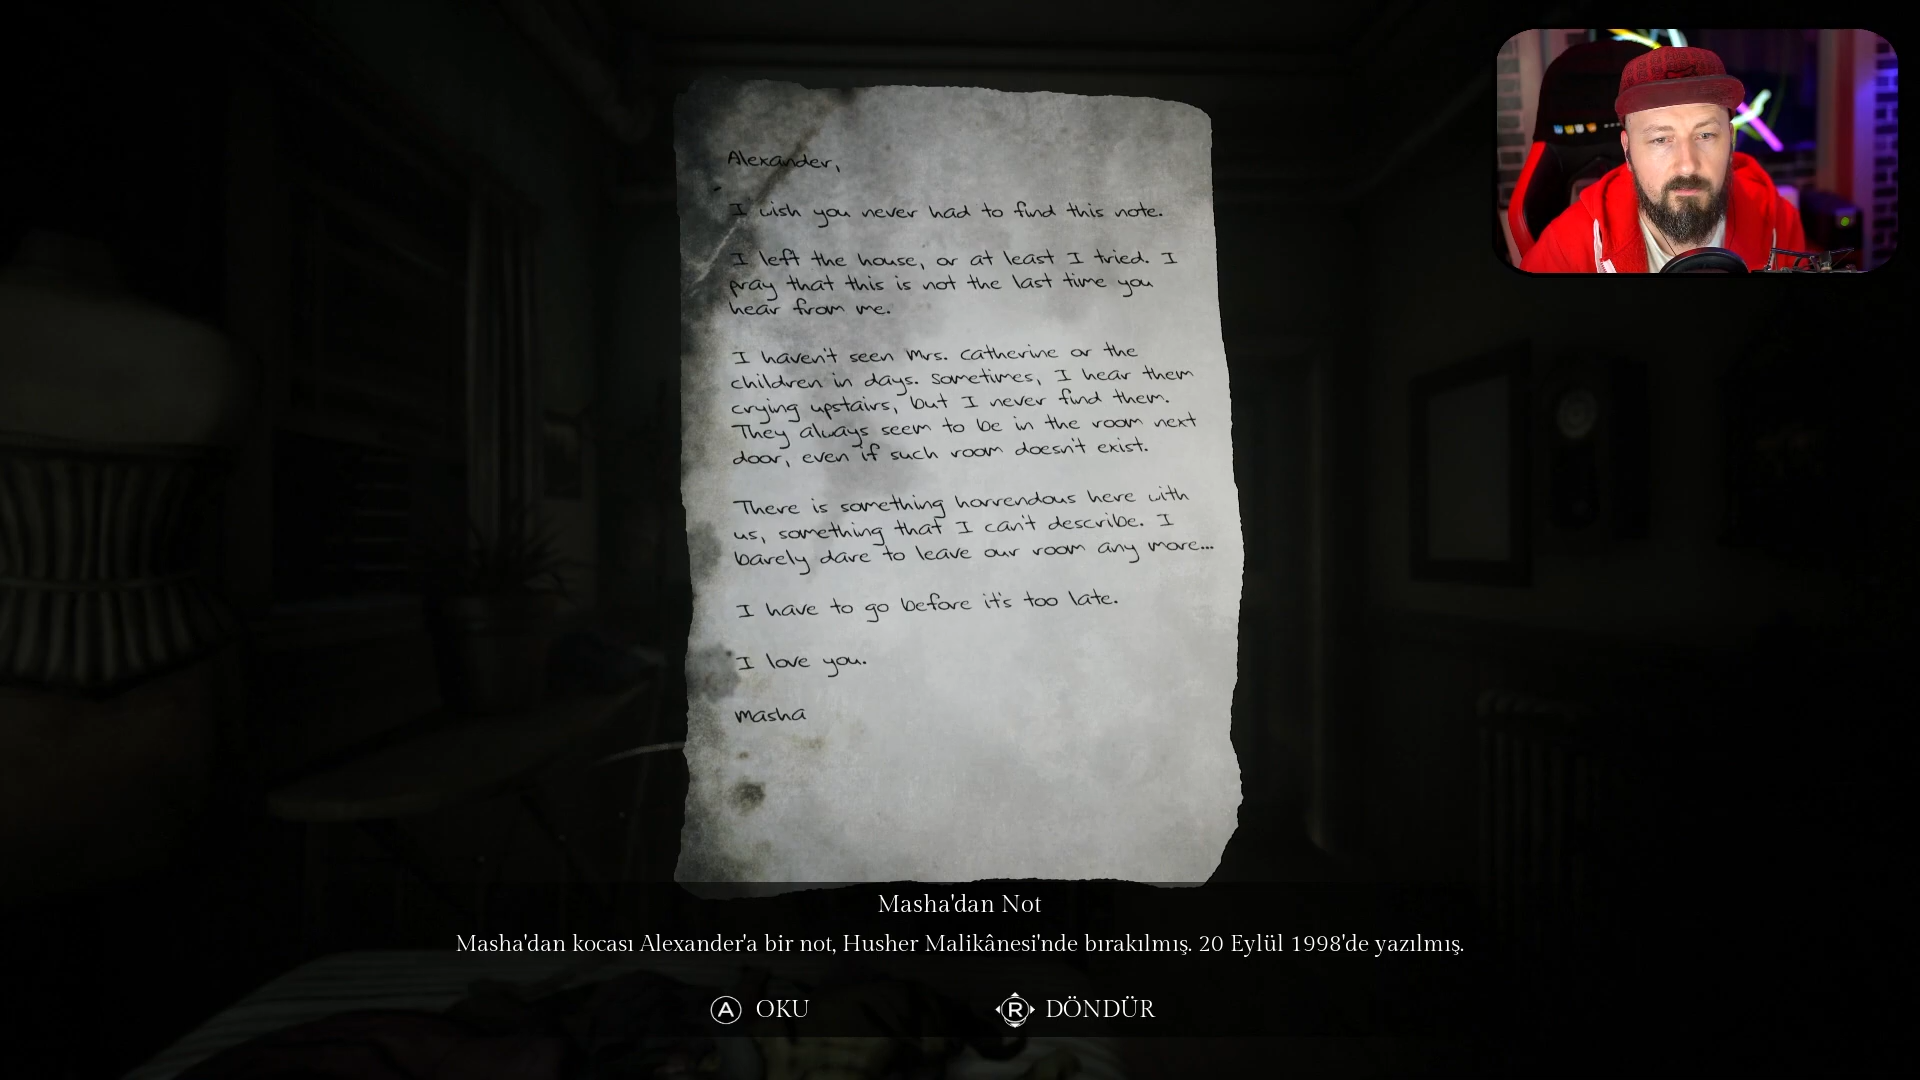 Alexander,
I wish you never had to find this note.
I left the house, or at least I tried. I
pray that this is not the last time you
hear from me.
I haven't seen Mrs. Catherine or the
children in days. Sometimes, I hear them
crying upstairs, but I never find them.
They always seem to be in the room next
door, even if such room doesn't exist.
There is something horrendous here with
us, something that I can't describe. I
barely dare to leave our room any more...
I have to go before it's too late.
I love you.
Masha
Masha'dan Not
Masha'dan kocası Alexander'a bir not, Husher Malikânesi'nde bırakılmış. 20 Eylül 1998'de yazılmış.
A OKU
R DÖNDÜR